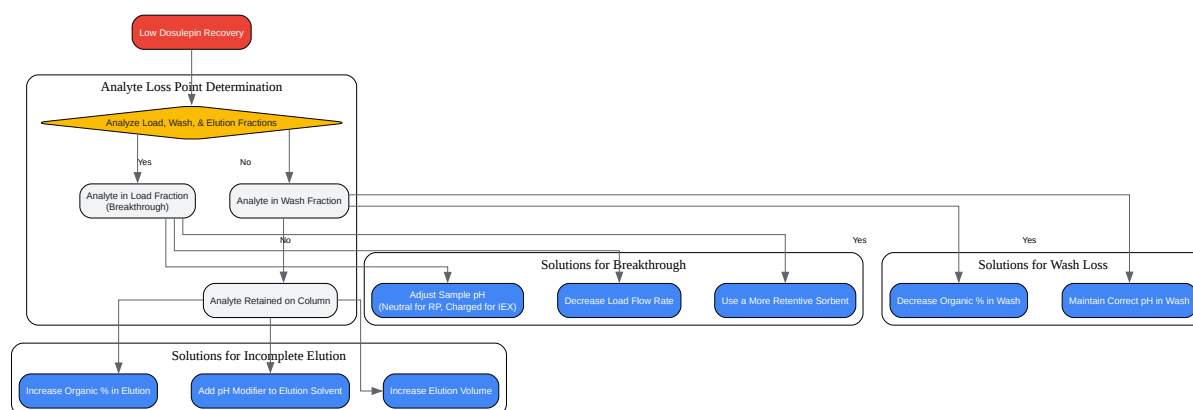 Low Dosulepin Recovery
Analyte Loss Point Determination
Analyze Load, Wash, & Elution Fractions
Yes
No
Analyte in Load Fraction
(Breakthrough)
Analyte in Wash Fraction
No
Yes
Yes
Solutions for Breakthrough
Solutions for Wash Loss
Analyte Retained on Column
Adjust Sample pH
(Neutral for RP, Charged for IEX)
Decrease Load Flow Rate
Use a More Retentive Sorbent
Decrease Organic % in Wash
Maintain Correct pH in Wash
Solutions for Incomplete Elution
Increase Organic % in Elution
Add pH Modifier to Elution Solvent
Increase Elution Volume